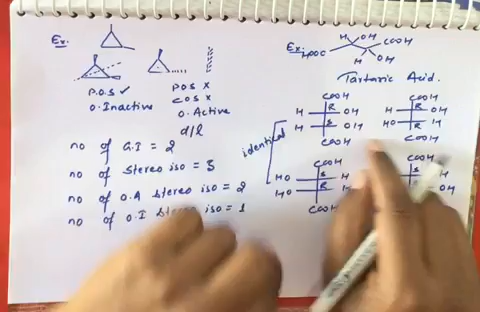 Ex.
P.O.S ✓
O.Inactive
POS x
COS x
O.Active
d/l
no of G.I = 2
no of stereo iso = 3
no of O.A stereo iso = 2
no of O.I stereo iso = 1
Ex.
H OH
HOOC COOH
H OH
Tartaric Acid.
COOH
H R OH
H S OH
COOH
COOH
H R OH
HO R H
COOH
identical
COOH
HO S H
HO R H
COOH
COOH
S H
OH
COOH